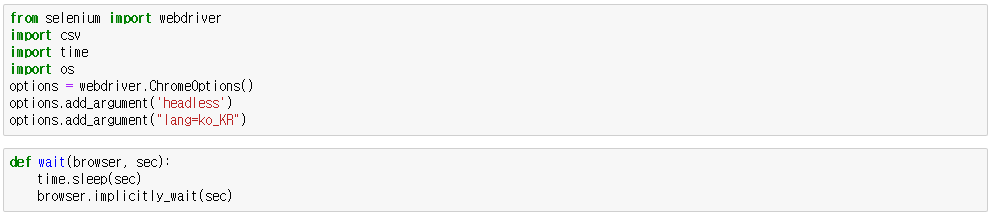 from selenium import webdriver
import csv
import time
import os
options = webdriver.ChromeOptions()
options.add_argument('headless')
options.add_argument("lang=ko_KR")
def wait(browser, sec):
    time.sleep(sec)
    browser.implicitly_wait(sec)